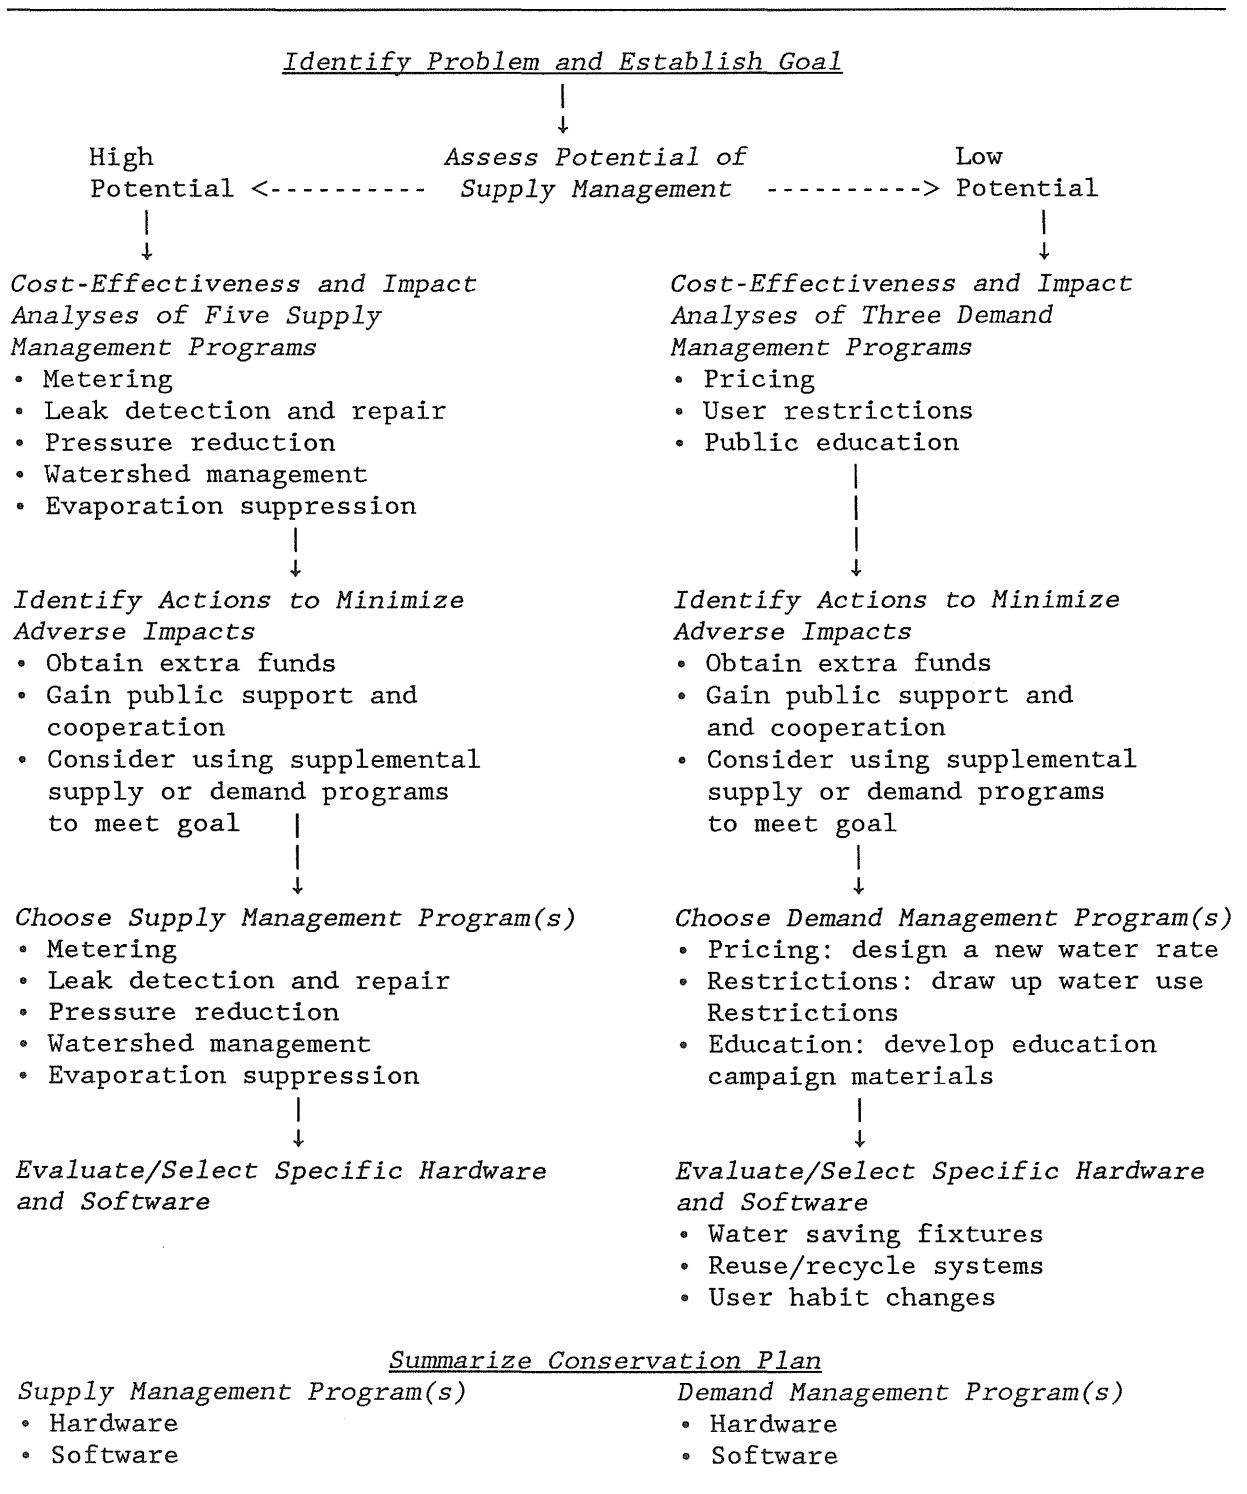 Identify Problem and Establish Goal
High
Potential <---------- Assess Potential of
Supply Management ----------> Low
Potential
Cost-Effectiveness and Impact
Analyses of Five Supply
Management Programs
• Metering
• Leak detection and repair
• Pressure reduction
• Watershed management
• Evaporation suppression
Identify Actions to Minimize
Adverse Impacts
• Obtain extra funds
• Gain public support and
cooperation
• Consider using supplemental
supply or demand programs
to meet goal
Choose Supply Management Program(s)
• Metering
• Leak detection and repair
• Pressure reduction
• Watershed management
• Evaporation suppression
Evaluate/Select Specific Hardware
and Software
Cost-Effectiveness and Impact
Analyses of Three Demand
Management Programs
• Pricing
• User restrictions
• Public education
Identify Actions to Minimize
Adverse Impacts
• Obtain extra funds
• Gain public support and
and cooperation
• Consider using supplemental
supply or demand programs
to meet goal
Choose Demand Management Program(s)
• Pricing: design a new water rate
• Restrictions: draw up water use
Restrictions
• Education: develop education
campaign materials
Evaluate/Select Specific Hardware
and Software
• Water saving fixtures
• Reuse/recycle systems
• User habit changes
Summarize Conservation Plan
Supply Management Program(s)
• Hardware
• Software
Demand Management Program(s)
• Hardware
• Software